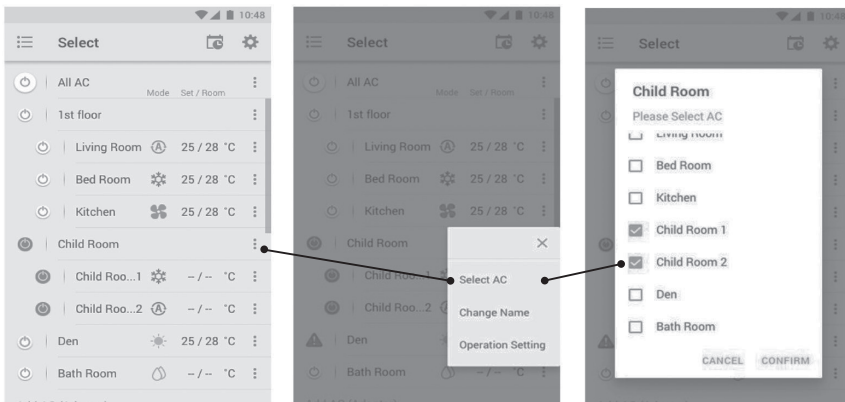 10:48
Select
All AC
Mode Set / Room
1st floor
Living Room 25 / 28 °C
Bed Room 25 / 28 °C
Kitchen 25 / 28 °C
Child Room
Child Roo...1 -- / -- °C
Child Roo...2 -- / -- °C
Den 25 / 28 °C
Bath Room -- / -- °C
10:48
Select
All AC
Mode Set / Room
1st floor
Living Room 25 / 28 °C
Bed Room 25 / 28 °C
Kitchen 25 / 28 °C
Child Room
Child Roo...1
Child Roo...2
Den
Bath Room -- / -- °C
Select AC
Change Name
Operation Setting
10:48
Select
Child Room
Please Select AC
Living Room
Bed Room
Kitchen
Child Room 1
Child Room 2
Den
Bath Room
CANCEL CONFIRM